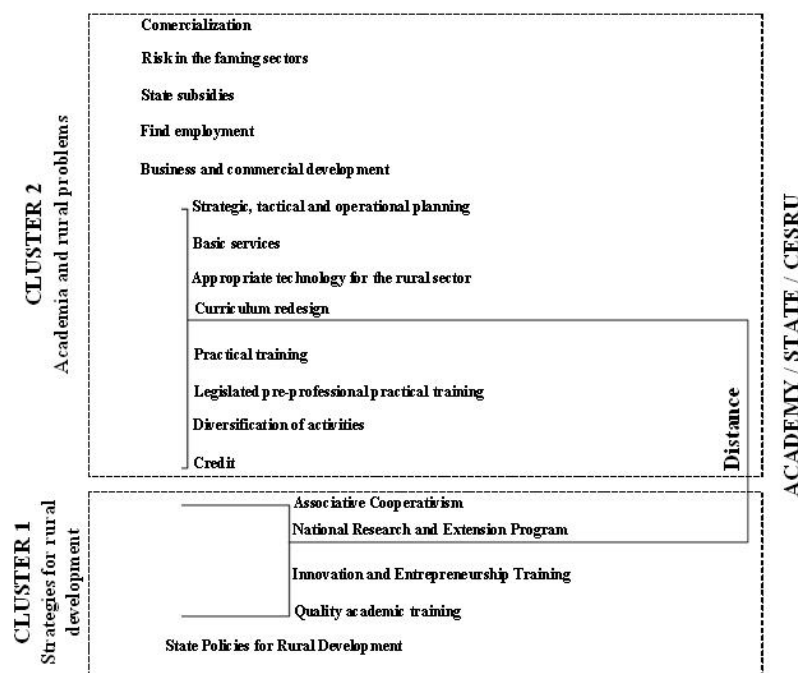 Comercialization
Risk in the faming sectors
State subsidies
Find employment
Business and commercial development
Strategic, tactical and operational planning
Basic services
Appropriate technology for the rural sector
Curriculum redesign
Practical training
Legislated pre-professional practical training
Diversification of activities
Credit
CLUSTER 2
Academia and rural problems
Associative Cooperativism
National Research and Extension Program
Innovation and Entrepreneurship Training
Quality academic training
State Policies for Rural Development
CLUSTER 1
Strategies for rural
development
Distance
ACADEMY / STATE / CESRU